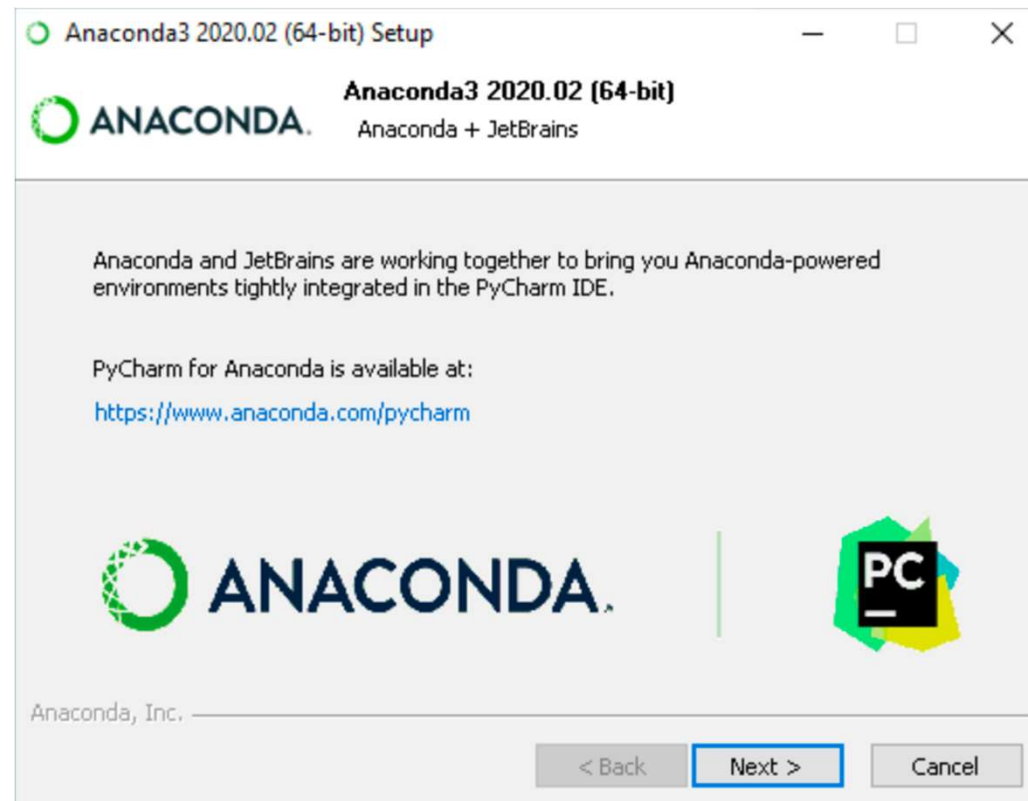 Anaconda3 2020.02 (64-bit) Setup
ANACONDA.
Anaconda3 2020.02 (64-bit)
Anaconda + JetBrains
Anaconda and JetBrains are working together to bring you Anaconda-powered
environments tightly integrated in the PyCharm IDE.
PyCharm for Anaconda is available at:
https://www.anaconda.com/pycharm
ANACONDA.
PC
Anaconda, Inc.
< Back Next > Cancel